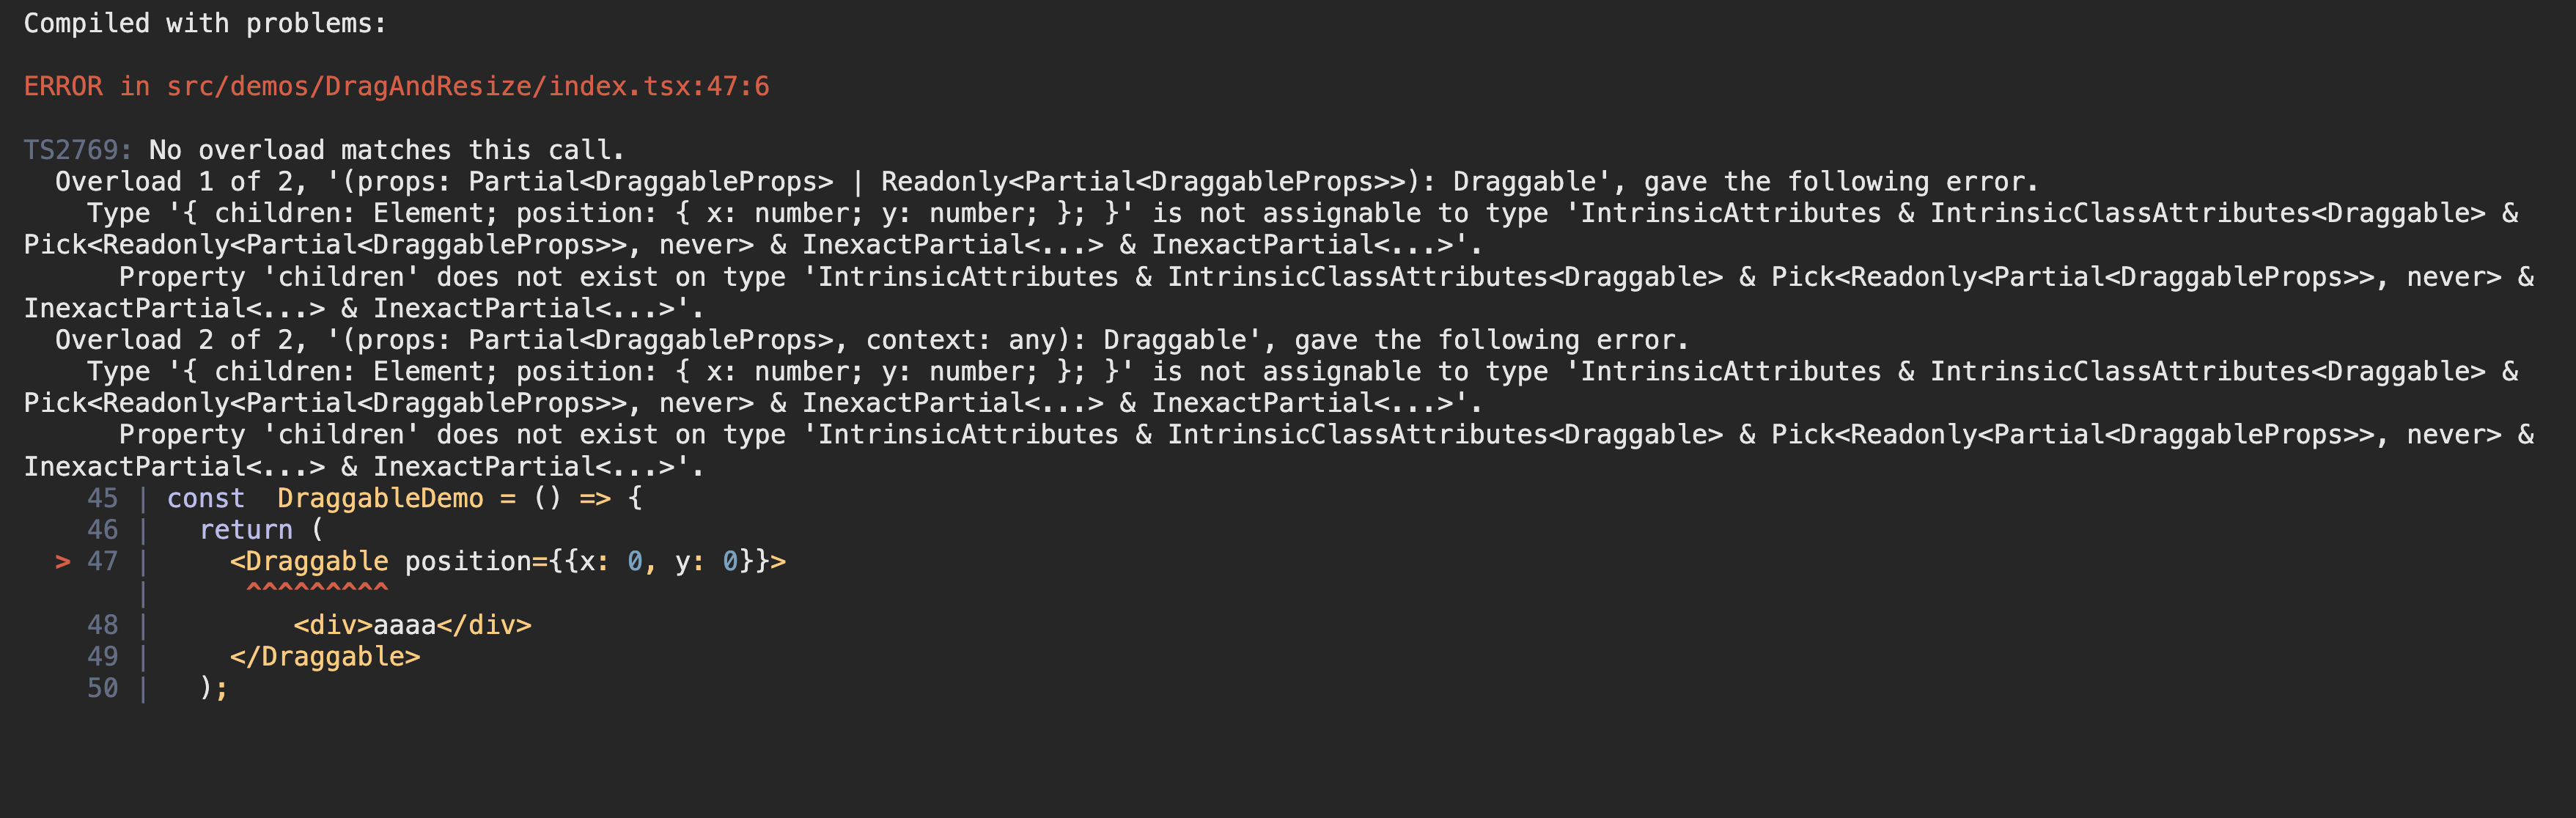 Compiled with problems:
ERROR in src/demos/DragAndResize/index.tsx:47:6
TS2769: No overload matches this call.
  Overload 1 of 2, '(props: Partial<DraggableProps> | Readonly<Partial<DraggableProps>>): Draggable', gave the following error.
    Type '{ children: Element; position: { x: number; y: number; }; }' is not assignable to type 'IntrinsicAttributes & IntrinsicClassAttributes<Draggable> &
Pick<Readonly<Partial<DraggableProps>>, never> & InexactPartial<...> & InexactPartial<...>'.
      Property 'children' does not exist on type 'IntrinsicAttributes & IntrinsicClassAttributes<Draggable> & Pick<Readonly<Partial<DraggableProps>>, never> &
InexactPartial<...> & InexactPartial<...>'.
  Overload 2 of 2, '(props: Partial<DraggableProps>, context: any): Draggable', gave the following error.
    Type '{ children: Element; position: { x: number; y: number; }; }' is not assignable to type 'IntrinsicAttributes & IntrinsicClassAttributes<Draggable> &
Pick<Readonly<Partial<DraggableProps>>, never> & InexactPartial<...> & InexactPartial<...>'.
      Property 'children' does not exist on type 'IntrinsicAttributes & IntrinsicClassAttributes<Draggable> & Pick<Readonly<Partial<DraggableProps>>, never> &
InexactPartial<...> & InexactPartial<...>'.
    45 | const  DraggableDemo = () => {
    46 |   return (
  > 47 |     <Draggable position={{x: 0, y: 0}}>
       |      ^^^^^^^^^
    48 |         <div>aaaa</div>
    49 |     </Draggable>
    50 |   );